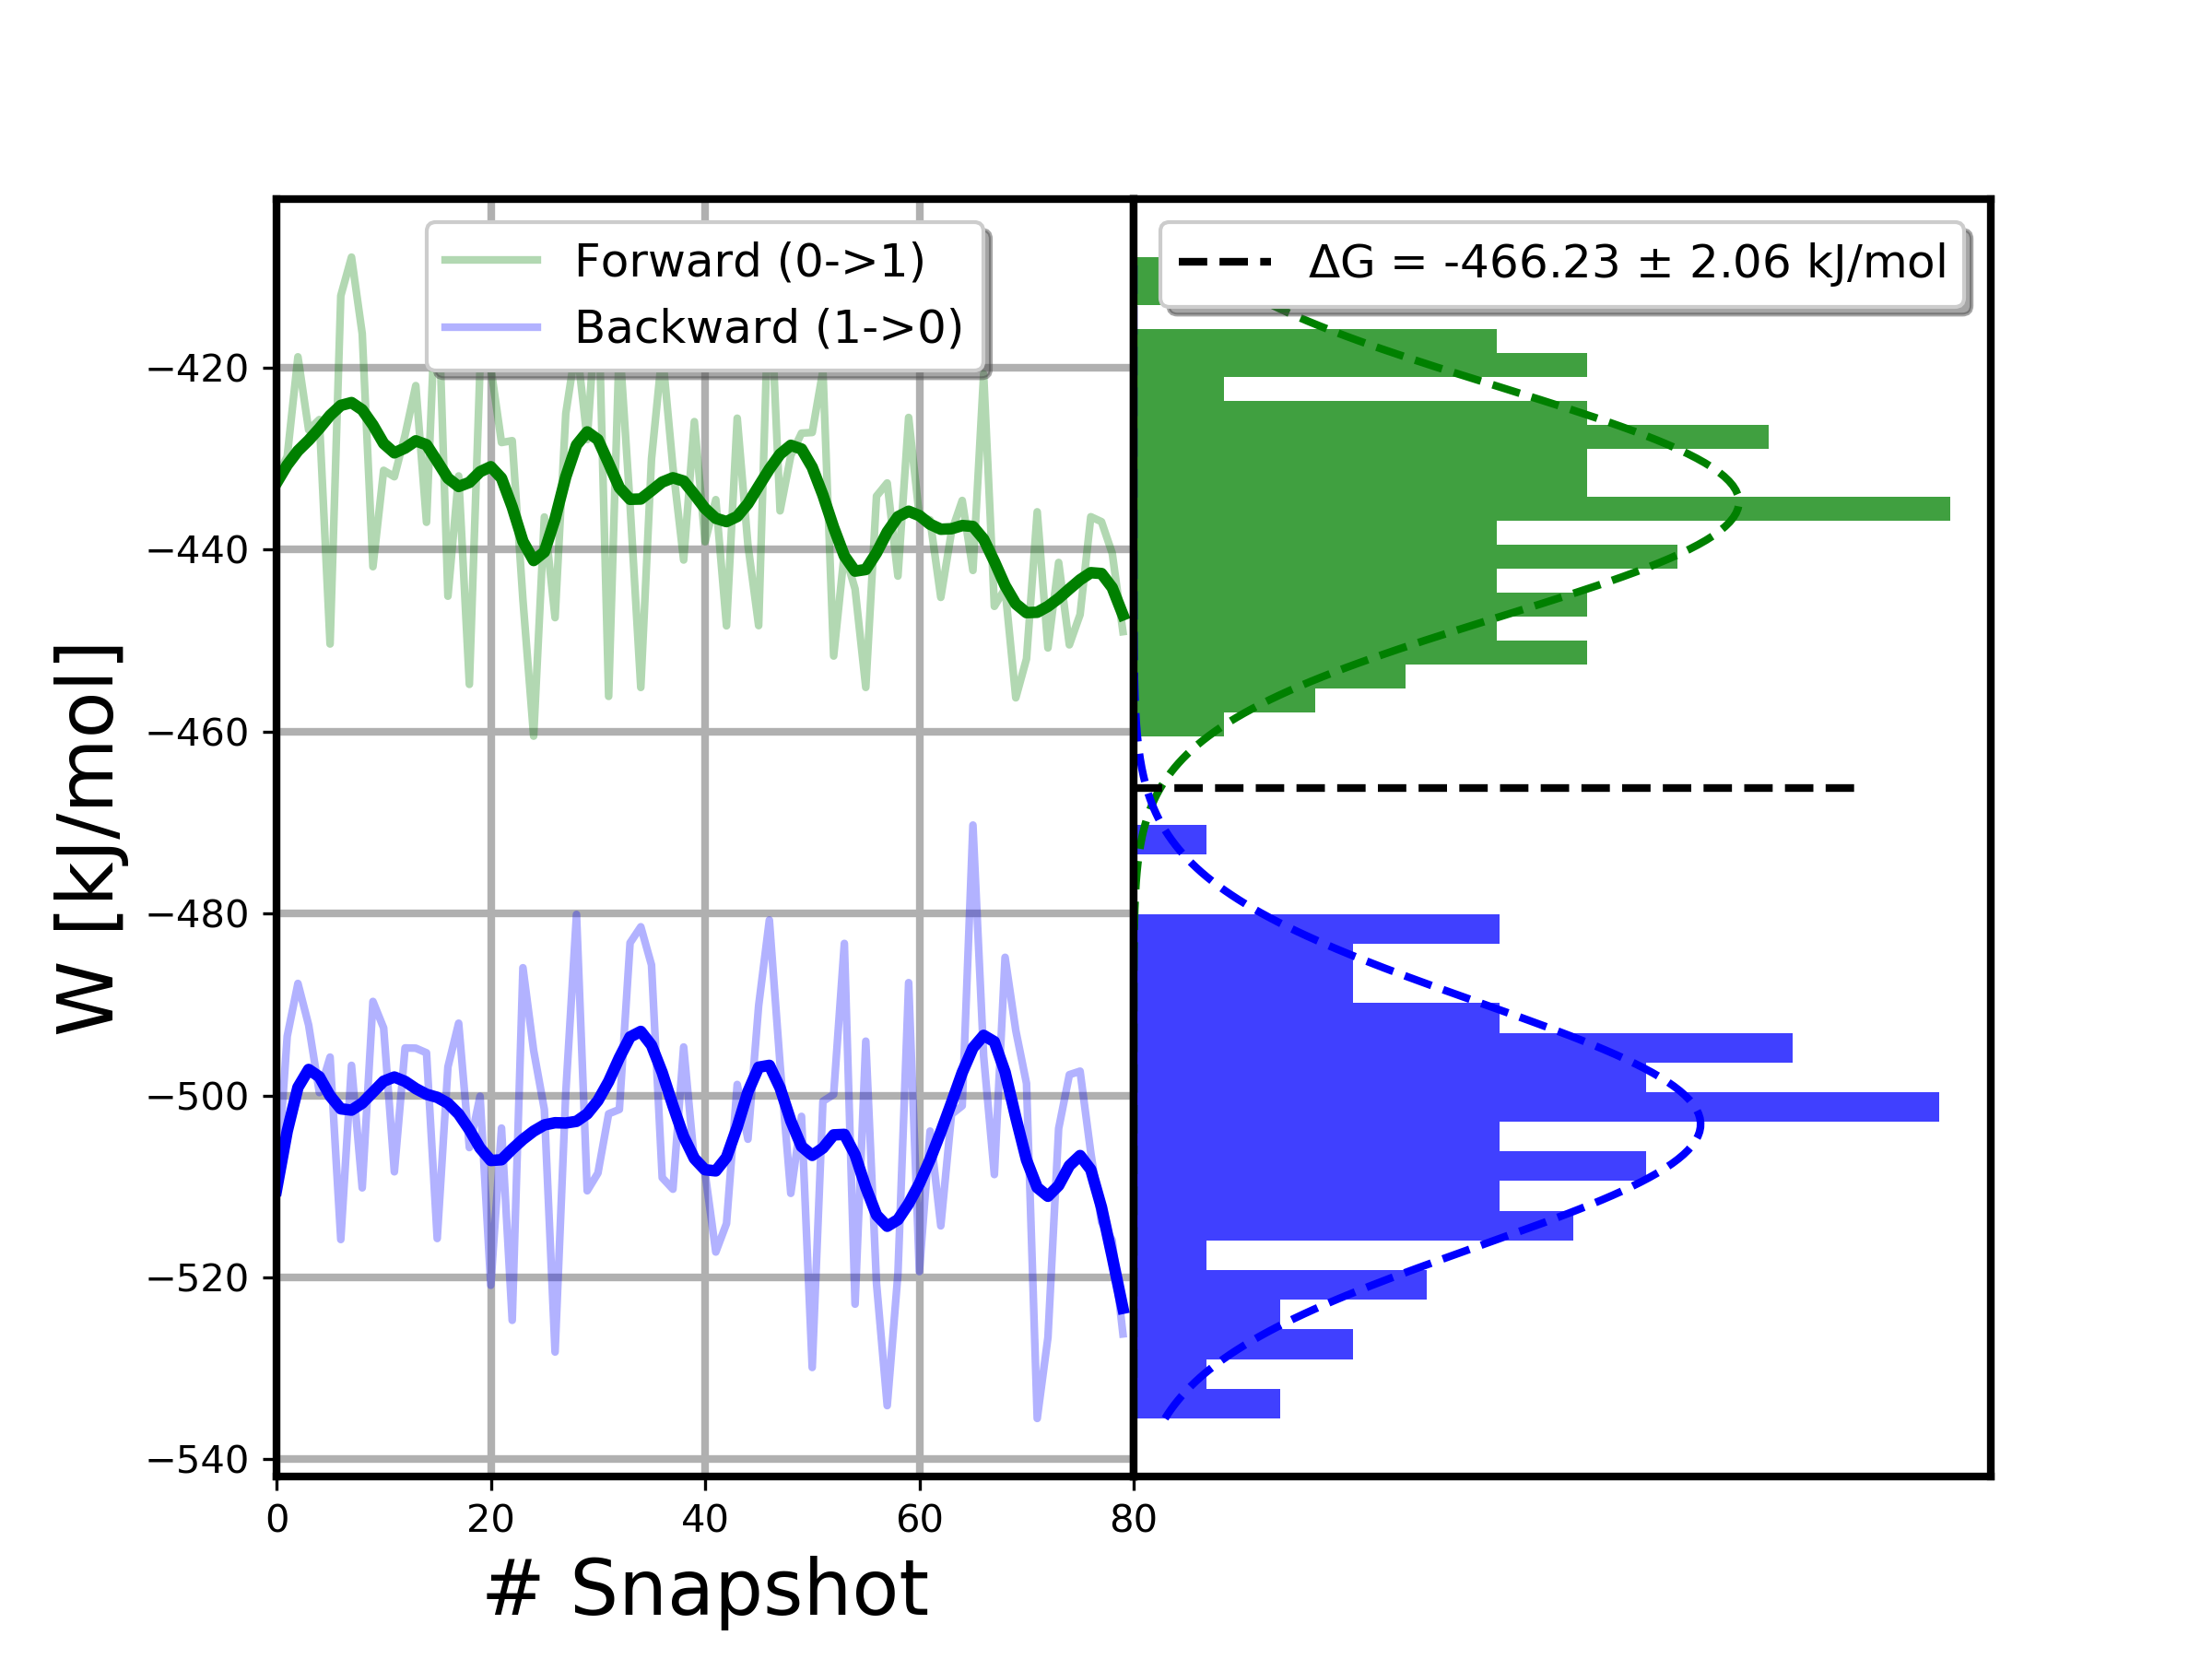 Forward (0->1)
Backward (1->0)
ΔG = -466.23 ± 2.06 kJ/mol
W [kJ/mol]
−420
−440
−460
−480
−500
−520
−540
0 20 40 60 80
# Snapshot